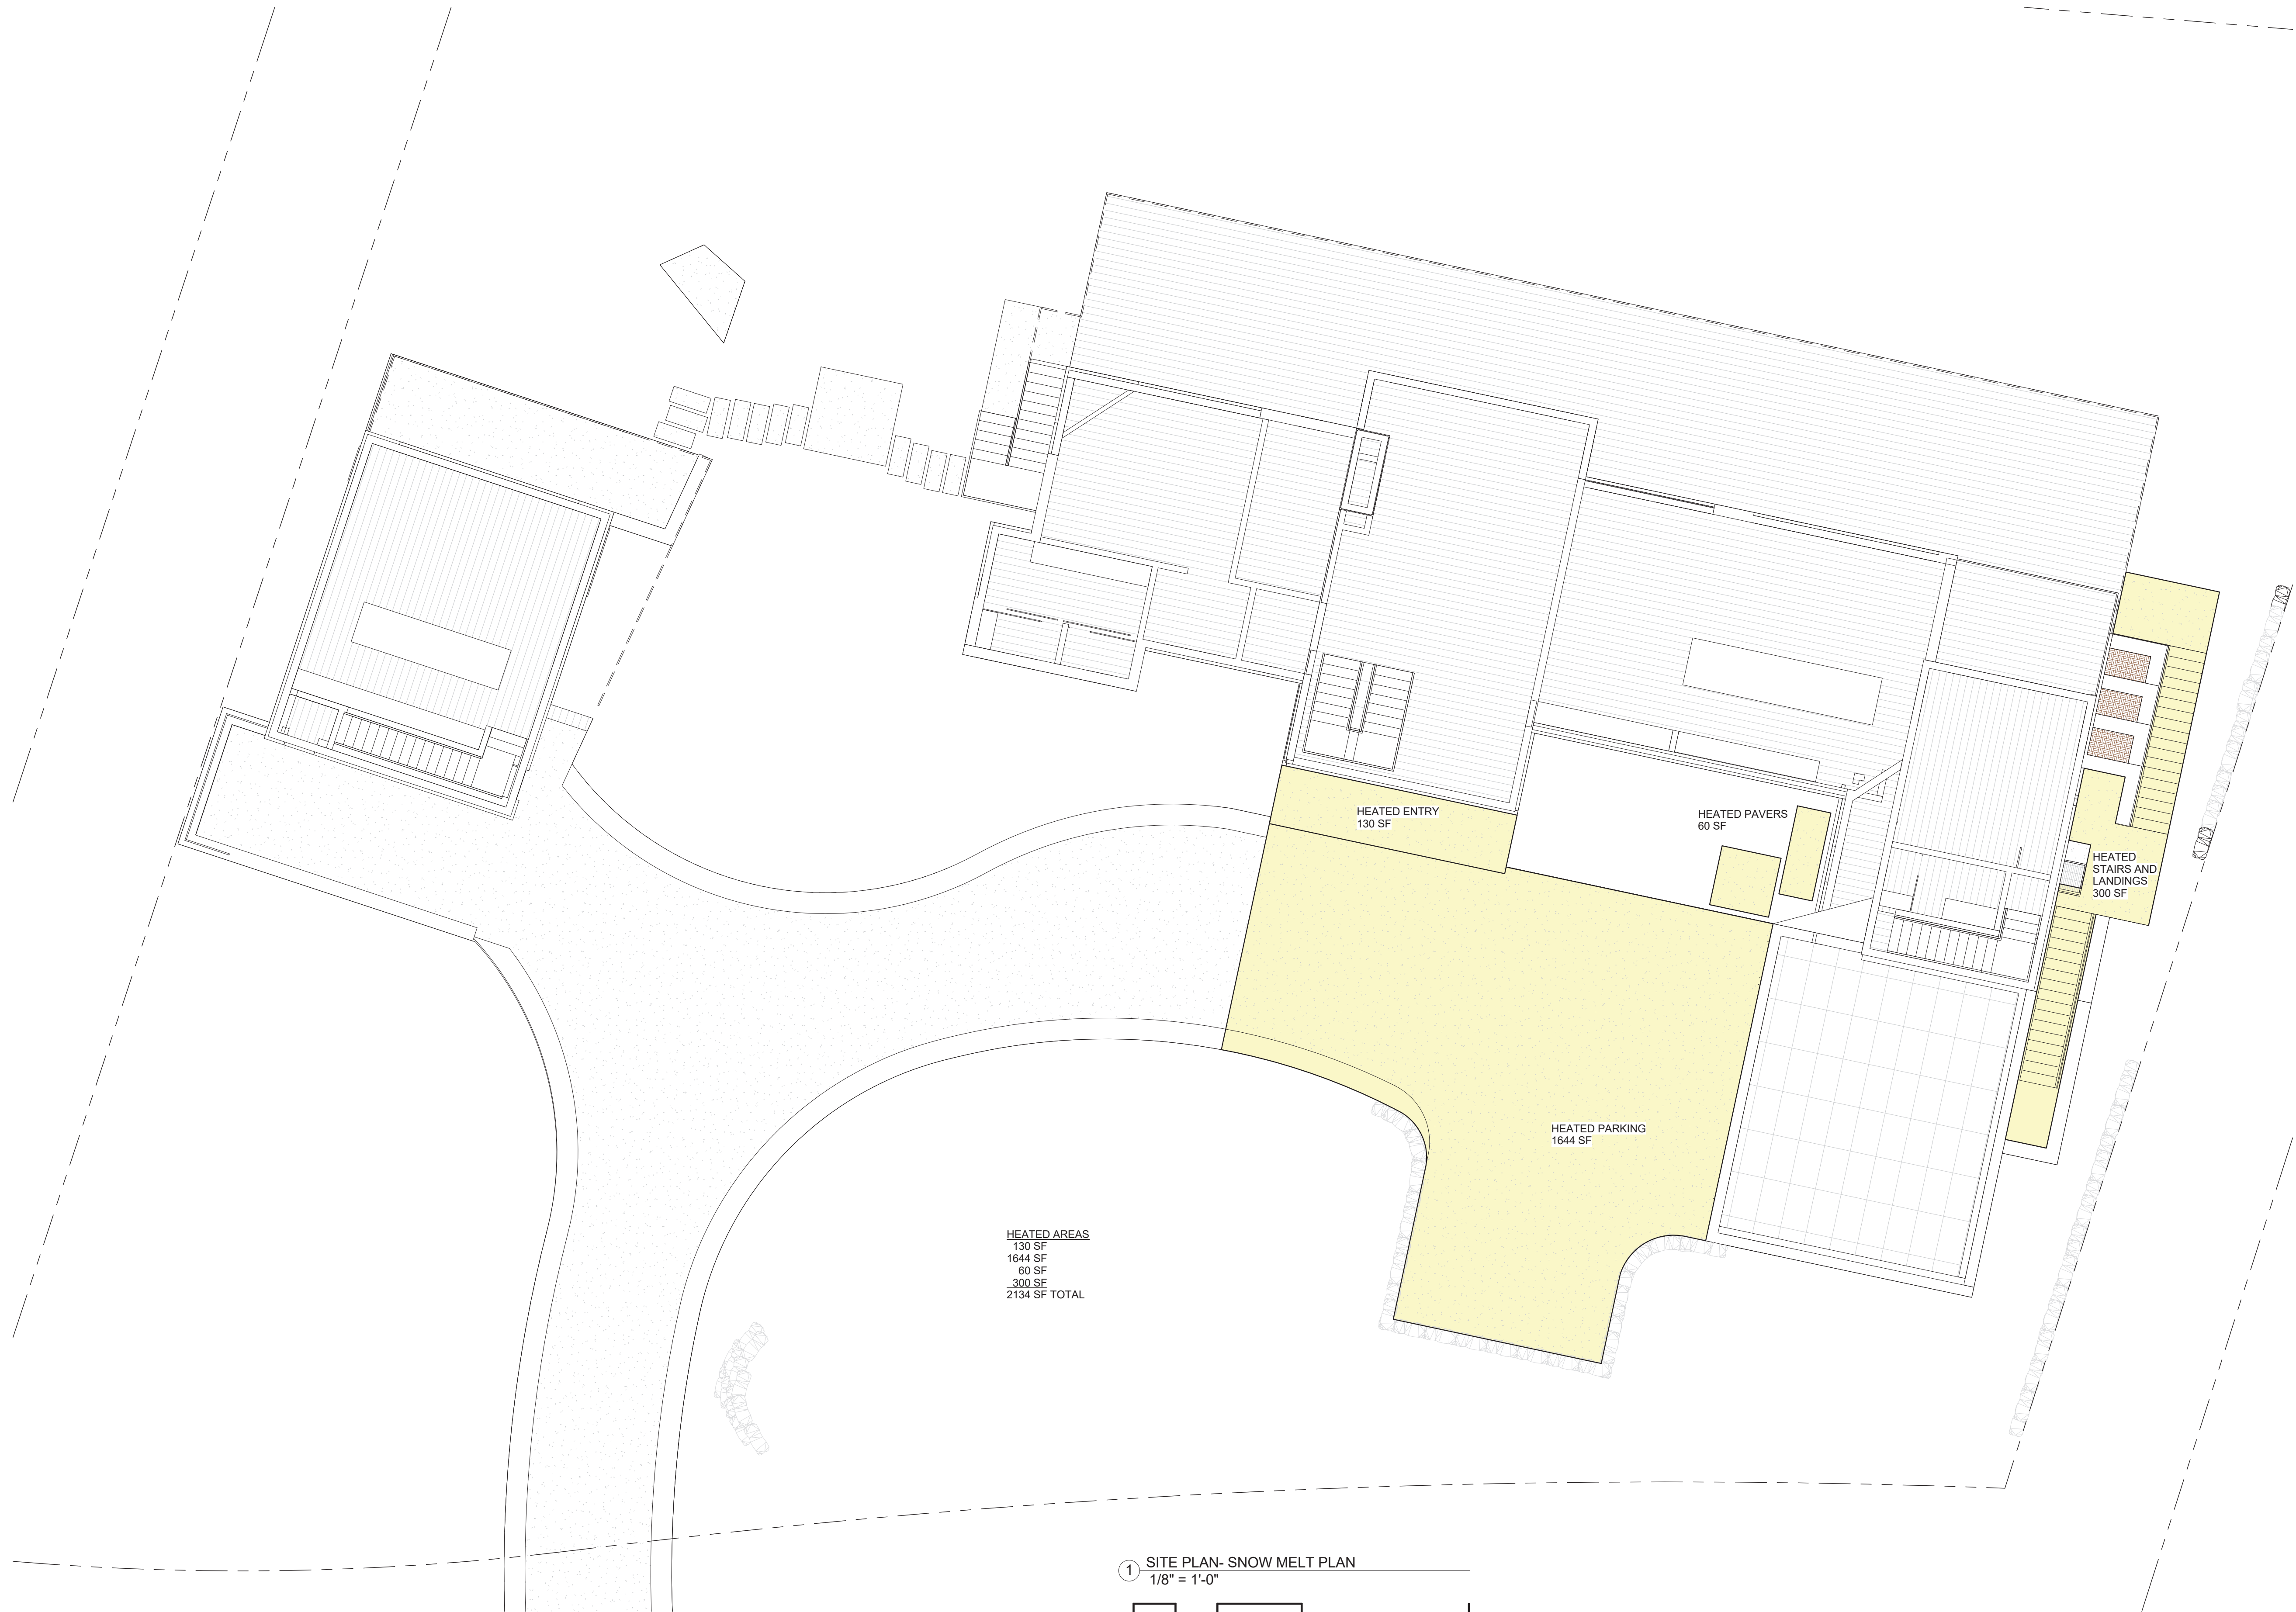 HEATED ENTRY
130 SF
HEATED PAVERS
60 SF
HEATED
STAIRS AND
LANDINGS
300 SF
HEATED PARKING
1644 SF
HEATED AREAS
130 SF
1644 SF
60 SF
300 SF
2134 SF TOTAL
1 SITE PLAN- SNOW MELT PLAN
1/8" = 1'-0"